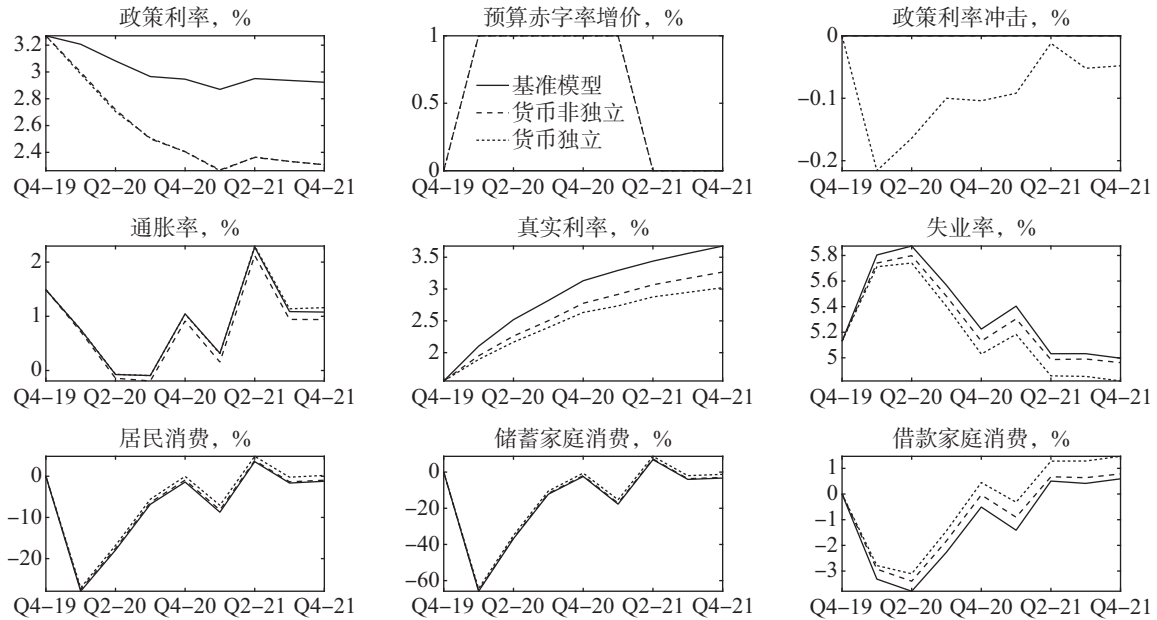 政策利率，%
3.2
3
2.8
2.6
2.4
Q4-19 Q2-20 Q4-20 Q2-21 Q4-21
预算赤字率增价，%
1
0.5
0
基准模型
货币非独立
货币独立
Q4-19 Q2-20 Q4-20 Q2-21 Q4-21
政策利率冲击，%
0
-0.1
-0.2
Q4-19 Q2-20 Q4-20 Q2-21 Q4-21
通胀率，%
2
1
0
Q4-19 Q2-20 Q4-20 Q2-21 Q4-21
真实利率，%
3.5
3
2.5
2
Q4-19 Q2-20 Q4-20 Q2-21 Q4-21
失业率，%
5.8
5.6
5.4
5.2
5
Q4-19 Q2-20 Q4-20 Q2-21 Q4-21
居民消费，%
0
-10
-20
Q4-19 Q2-20 Q4-20 Q2-21 Q4-21
储蓄家庭消费，%
0
-20
-40
-60
Q4-19 Q2-20 Q4-20 Q2-21 Q4-21
借款家庭消费，%
1
0
-1
-2
-3
Q4-19 Q2-20 Q4-20 Q2-21 Q4-21